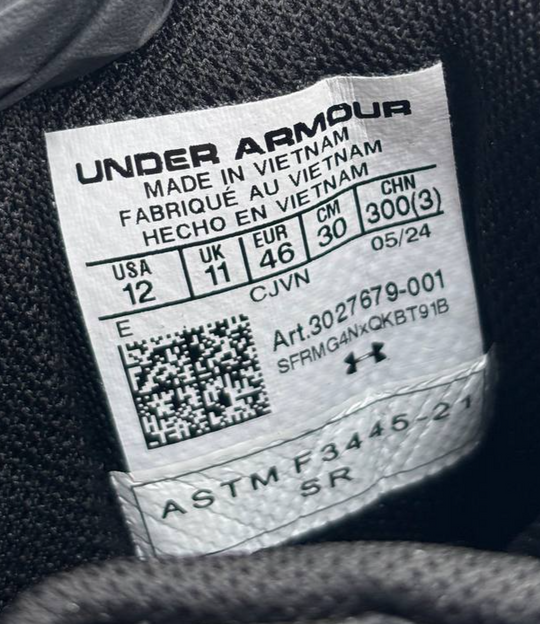 UNDER ARMOUR
MADE IN VIETNAM
FABRIQUÉ AU VIETNAM
HECHO EN VIETNAM
USA UK EUR CM CHN
12 11 46 30 300(3)
CJVN 05/24
E
Art.3027679-001
SFRMG4NxQKBT91B
ASTM F3445-21
SR